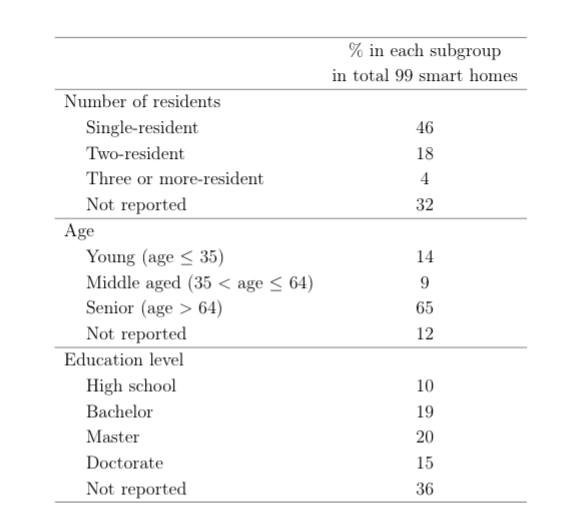 % in each subgroup
in total 99 smart homes
Number of residents
Single-resident 46
Two-resident 18
Three or more-resident 4
Not reported 32
Age
Young (age ≤ 35) 14
Middle aged (35 < age ≤ 64) 9
Senior (age > 64) 65
Not reported 12
Education level
High school 10
Bachelor 19
Master 20
Doctorate 15
Not reported 36